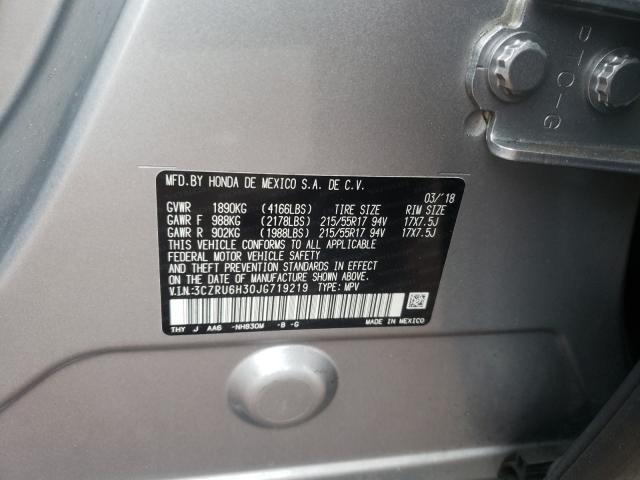 MFD.BY HONDA DE MEXICO S.A. DE C.V.
03/'18
GVWR 1890KG (4166LBS) TIRE SIZE RIM SIZE
GAWR F 988KG (2178LBS) 215/55R17 94V 17X7.5J
GAWR R 902KG (1988LBS) 215/55R17 94V 17X7.5J
THIS VEHICLE CONFORMS TO ALL APPLICABLE
FEDERAL MOTOR VEHICLE SAFETY
AND THEFT PREVENTION STANDARDS IN EFFECT
ON THE DATE OF MANUFACTURE SHOWN ABOVE.
V.I.N.:3CZRU6H30JG719219 TYPE: MPV
THY J AA6 -NH830M -B -G MADE IN MEXICO